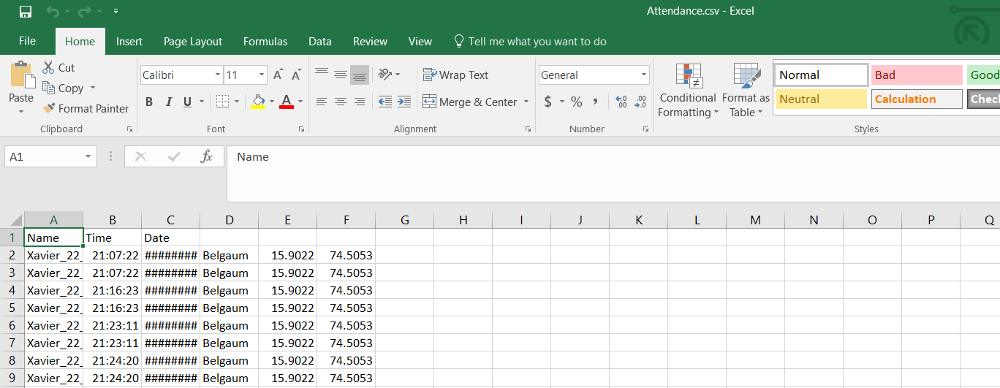 Attendance.csv - Excel
File Home Insert Page Layout Formulas Data Review View Tell me what you want to do
Cut
Copy
Format Painter
Paste
Clipboard
Calibri 11 A A
B I U A
Font
Wrap Text
Merge & Center
Alignment
General
$ % , .0 .00 .00 .0
Number
Conditional Formatting
Format as Table
Normal Bad Good
Neutral Calculation Chec
Styles
A1 fx Name
A B C D E F G H I J K L M N O P Q
1 Name Time Date
2 Xavier_22_ 21:07:22 ######## Belgaum 15.9022 74.5053
3 Xavier_22_ 21:07:22 ######## Belgaum 15.9022 74.5053
4 Xavier_22_ 21:16:23 ######## Belgaum 15.9022 74.5053
5 Xavier_22_ 21:16:23 ######## Belgaum 15.9022 74.5053
6 Xavier_22_ 21:23:11 ######## Belgaum 15.9022 74.5053
7 Xavier_22_ 21:23:11 ######## Belgaum 15.9022 74.5053
8 Xavier_22_ 21:24:20 ######## Belgaum 15.9022 74.5053
9 Xavier_22_ 21:24:20 ######## Belgaum 15.9022 74.5053